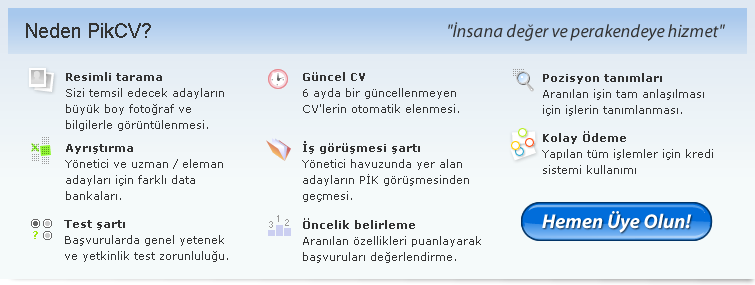 Neden PikCV?
"İnsana değer ve perakendeye hizmet"
Resimli tarama
Sizi temsil edecek adayların
büyük boy fotoğraf ve
bilgilerle görüntülenmesi.
Ayrıştırma
Yönetici ve uzman / eleman
adayları için farklı data
bankaları.
Test şartı
Başvurularda genel yetenek
ve yetkinlik test zorunluluğu.
Güncel CV
6 ayda bir güncellenmeyen
CV'lerin otomatik elenmesi.
İş görüşmesi şartı
Yönetici havuzunda yer alan
adayların PİK görüşmesinden
geçmesi.
1 2 3
Öncelik belirleme
Aranılan özellikleri puanlayarak
başvuruları değerlendirme.
Pozisyon tanımları
Aranılan işin tam anlaşılması
için işlerin tanımlanması.
Kolay Ödeme
Yapılan tüm işlemler için kredi
sistemi kullanımı
Hemen Üye Olun!